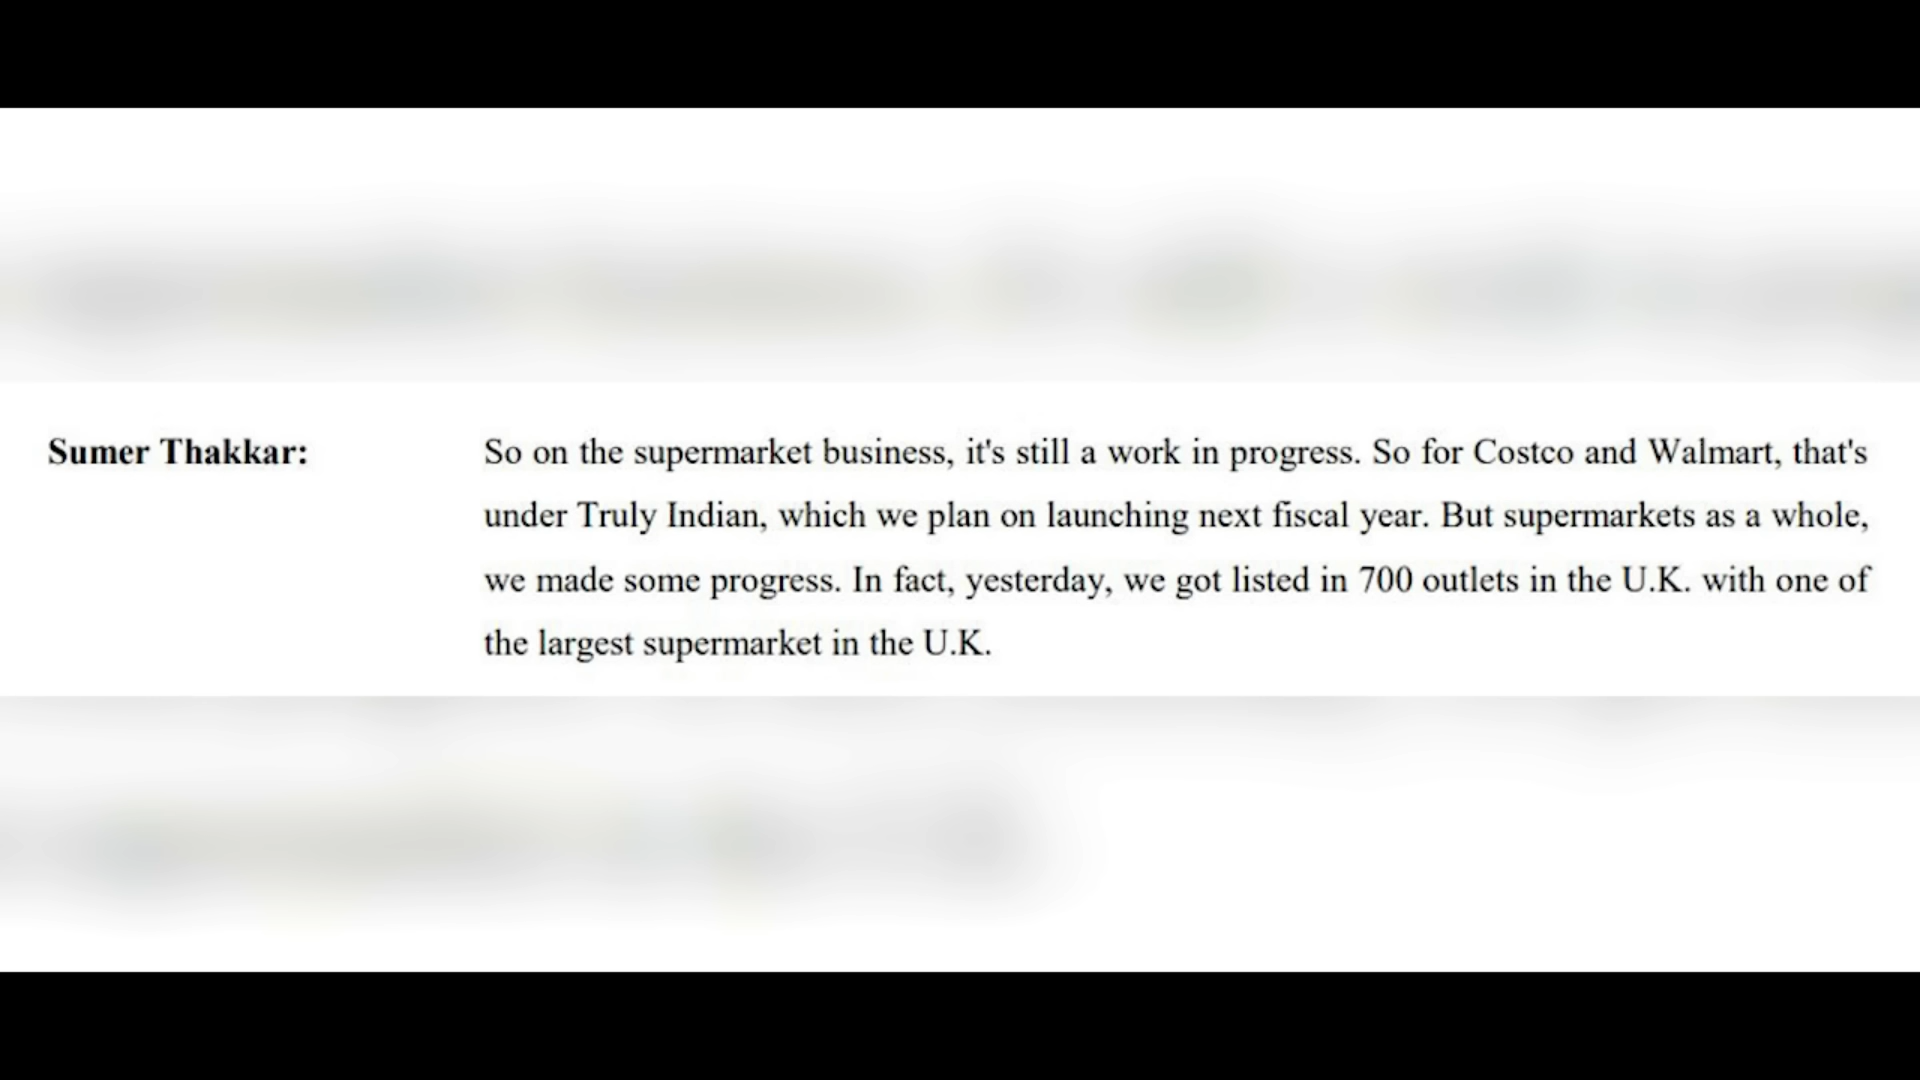 Sumer Thakkar: So on the supermarket business, it's still a work in progress. So for Costco and Walmart, that's
under Truly Indian, which we plan on launching next fiscal year. But supermarkets as a whole,
we made some progress. In fact, yesterday, we got listed in 700 outlets in the U.K. with one of
the largest supermarket in the U.K.